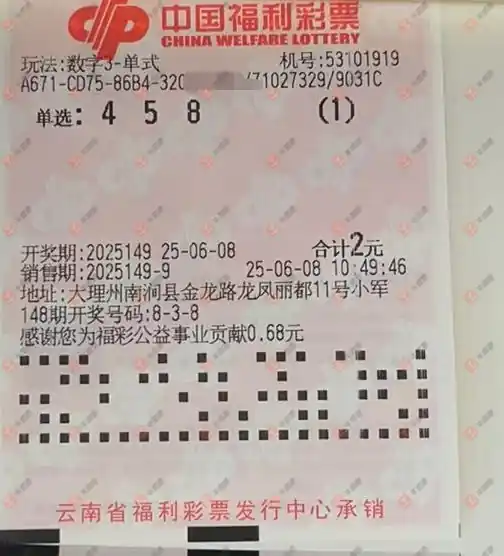 中国福利彩票
CHINA WELFARE LOTTERY
玩法:数字3-单式 机号:53101919
A671-CD75-86B4-320 /71027329/9031C
单选: 4 5 8 (1)
开奖期:2025149 25-06-08 合计2元
销售期:2025149-9 25-06-08 10:49:46
地址:大理州南涧县金龙路龙凤丽都11号小军
148期开奖号码:8-3-8
感谢您为福彩公益事业贡献0.68元
云南省福利彩票发行中心承销